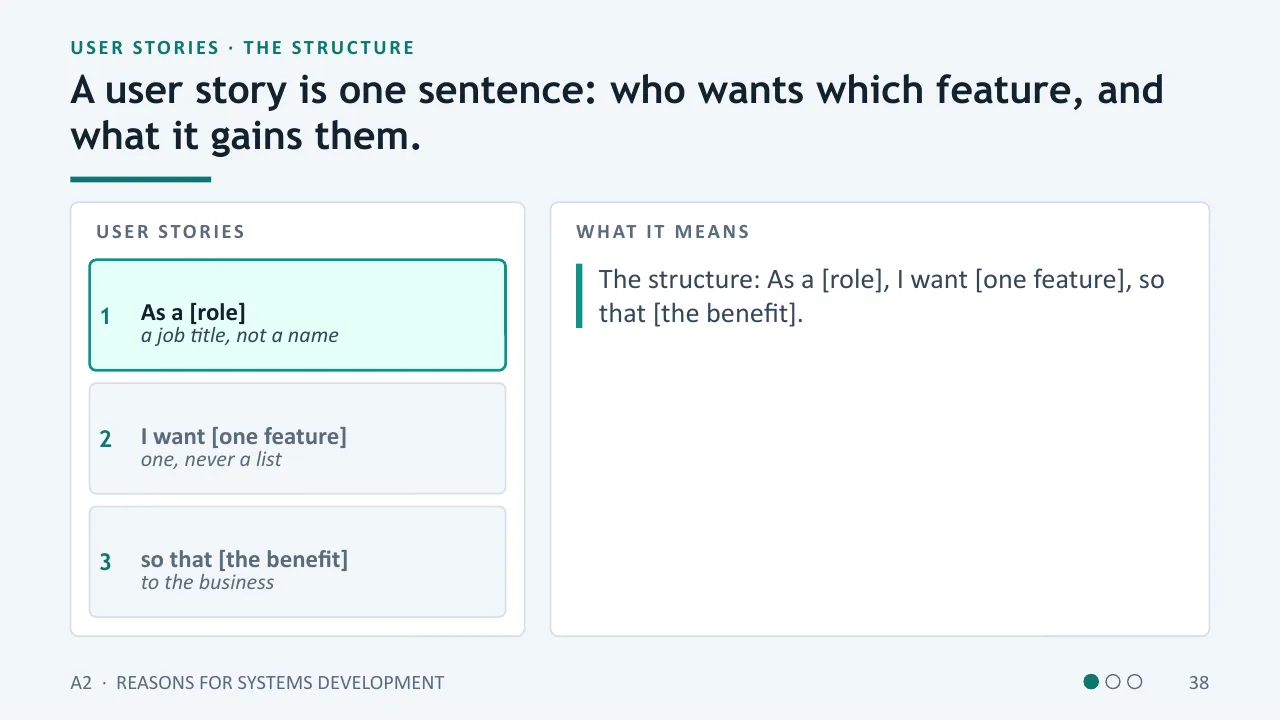 USER STORIES · THE STRUCTURE
A user story is one sentence: who wants which feature, and
what it gains them.
USER STORIES
1
As a [role]
a job title, not a name
2
I want [one feature]
one, never a list
3
so that [the benefit]
to the business
WHAT IT MEANS
The structure: As a [role], I want [one feature], so
that [the benefit].
A2 · REASONS FOR SYSTEMS DEVELOPMENT
38